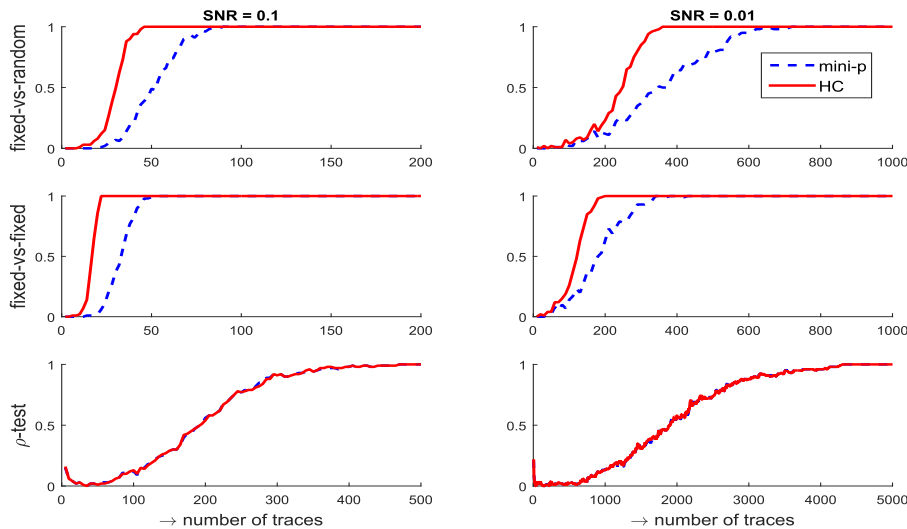 SNR = 0.1
SNR = 0.01
fixed-vs-random
1
0.5
0
0 50 100 150 200
1
0.5
0
0 200 400 600 800 1000
mini-p
HC
fixed-vs-fixed
1
0.5
0
0 50 100 150 200
1
0.5
0
0 200 400 600 800 1000
ρ-test
1
0.5
0
0 100 200 300 400 500
1
0.5
0
0 1000 2000 3000 4000 5000
→ number of traces
→ number of traces